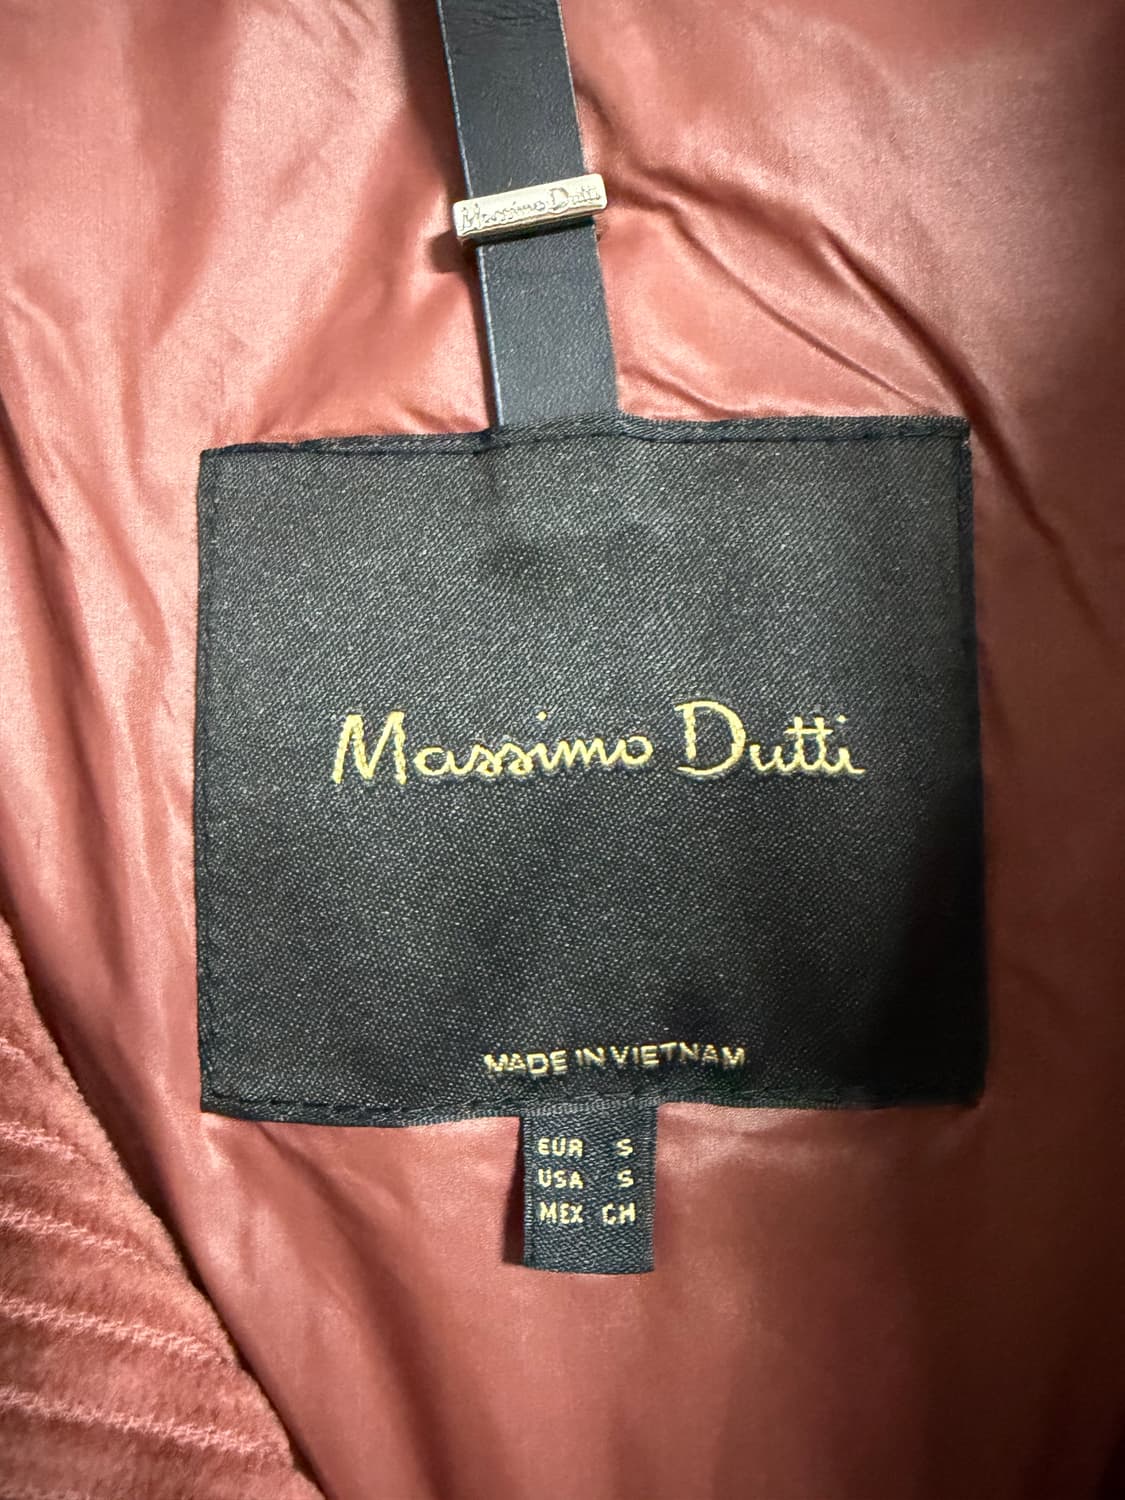 Massimo Dutti
Massimo Dutti
MADE IN VIETNAM
EUR S
USA S
MEX CH